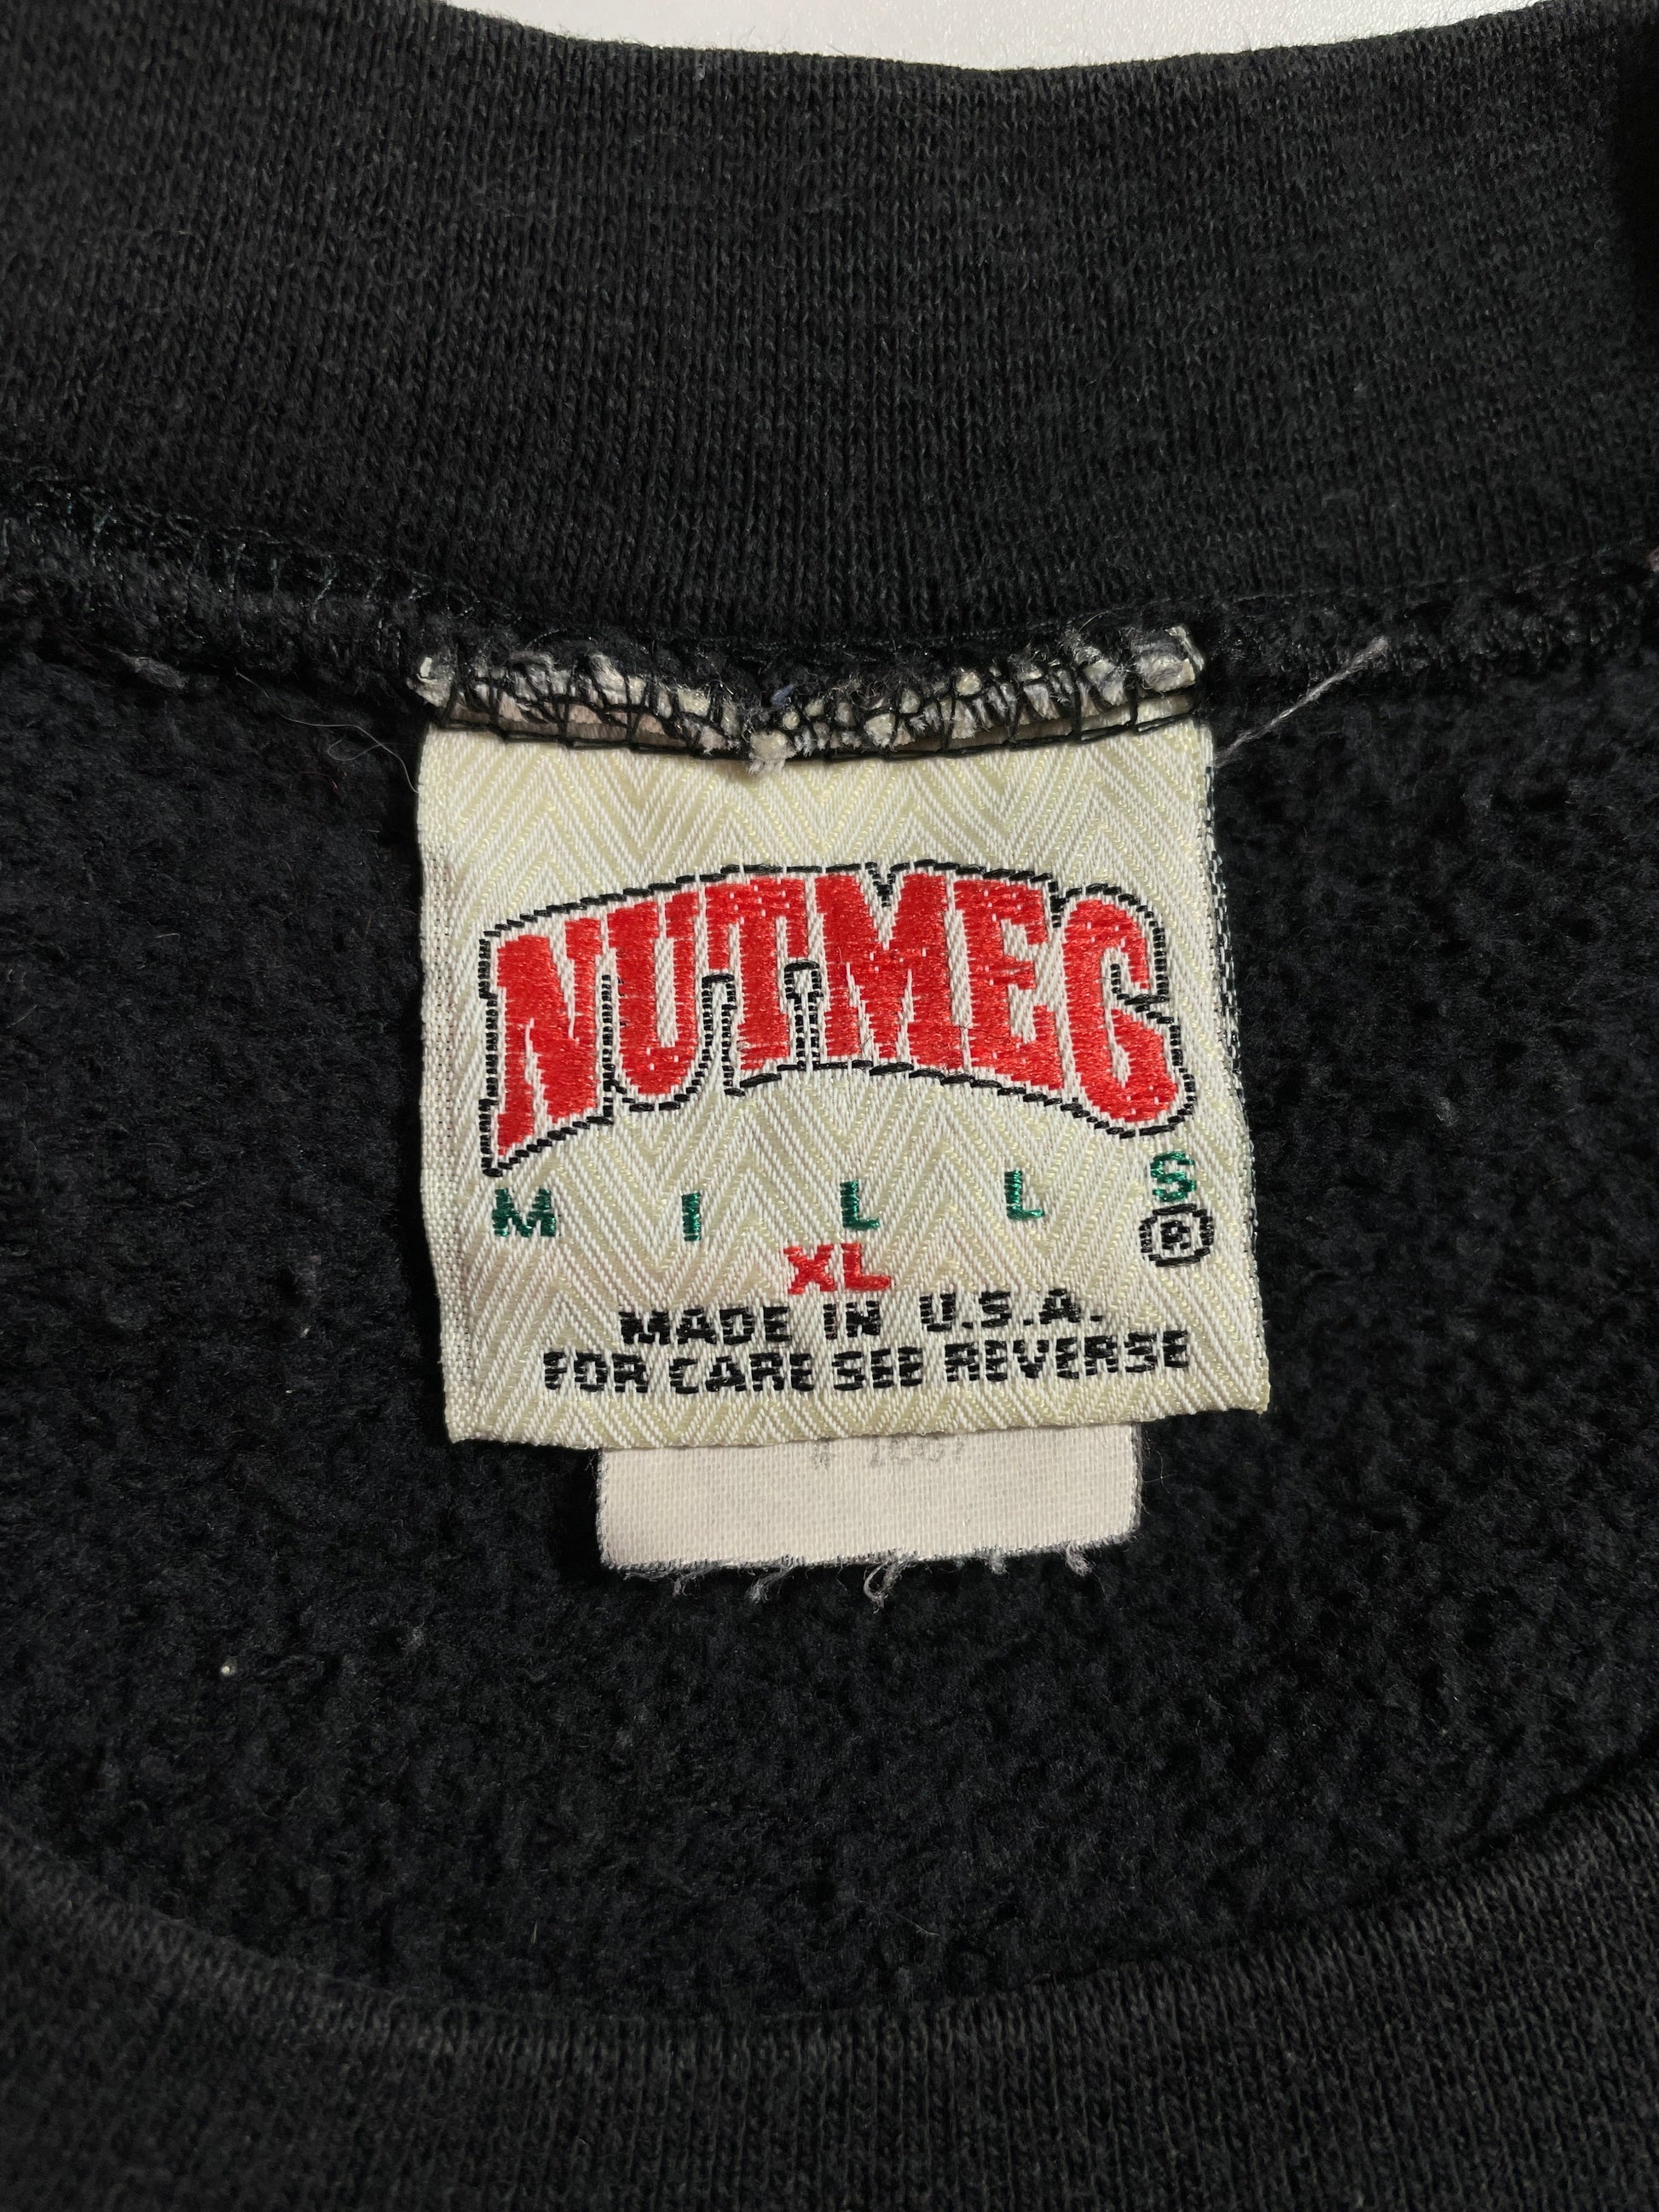 NUTMEG
MILLS
®
XL
MADE IN U.S.A.
FOR CARE SEE REVERSE